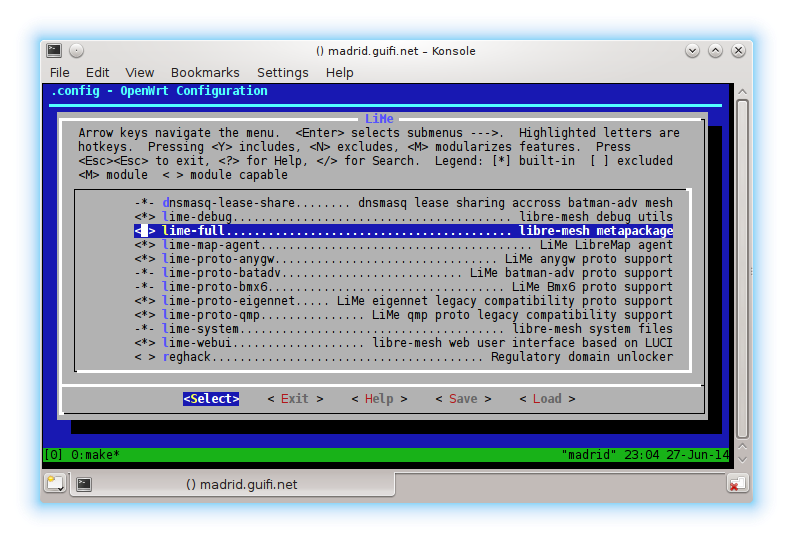 () madrid.guifi.net – Konsole
File Edit View Bookmarks Settings Help
.config - OpenWrt Configuration
LiMe
Arrow keys navigate the menu.  <Enter> selects submenus --->.  Highlighted letters are
hotkeys.  Pressing <Y> includes, <N> excludes, <M> modularizes features.  Press
<Esc><Esc> to exit, <?> for Help, </> for Search.  Legend: [*] built-in  [ ] excluded
<M> module  < > module capable
-*- dnsmasq-lease-share........ dnsmasq lease sharing accross batman-adv mesh
<*> lime-debug......................................... libre-mesh debug utils
< > lime-full.......................................... libre-mesh metapackage
<*> lime-map-agent........................................ LiMe LibreMap agent
<*> lime-proto-anygw................................. LiMe anygw proto support
-*- lime-proto-batadv........................... LiMe batman-adv proto support
-*- lime-proto-bmx6................................... LiMe Bmx6 proto support
<*> lime-proto-eigennet..... LiMe eigennet legacy compatibility proto support
<*> lime-proto-qmp............... LiMe qmp proto legacy compatibility support
-*- lime-system....................................... libre-mesh system files
<*> lime-webui.................... libre-mesh web user interface based on LUCI
< > reghack....................................... Regulatory domain unlocker
<Select>    < Exit >    < Help >    < Save >    < Load >
[0] 0:make* "madrid" 23:04 27-Jun-14
() madrid.guifi.net